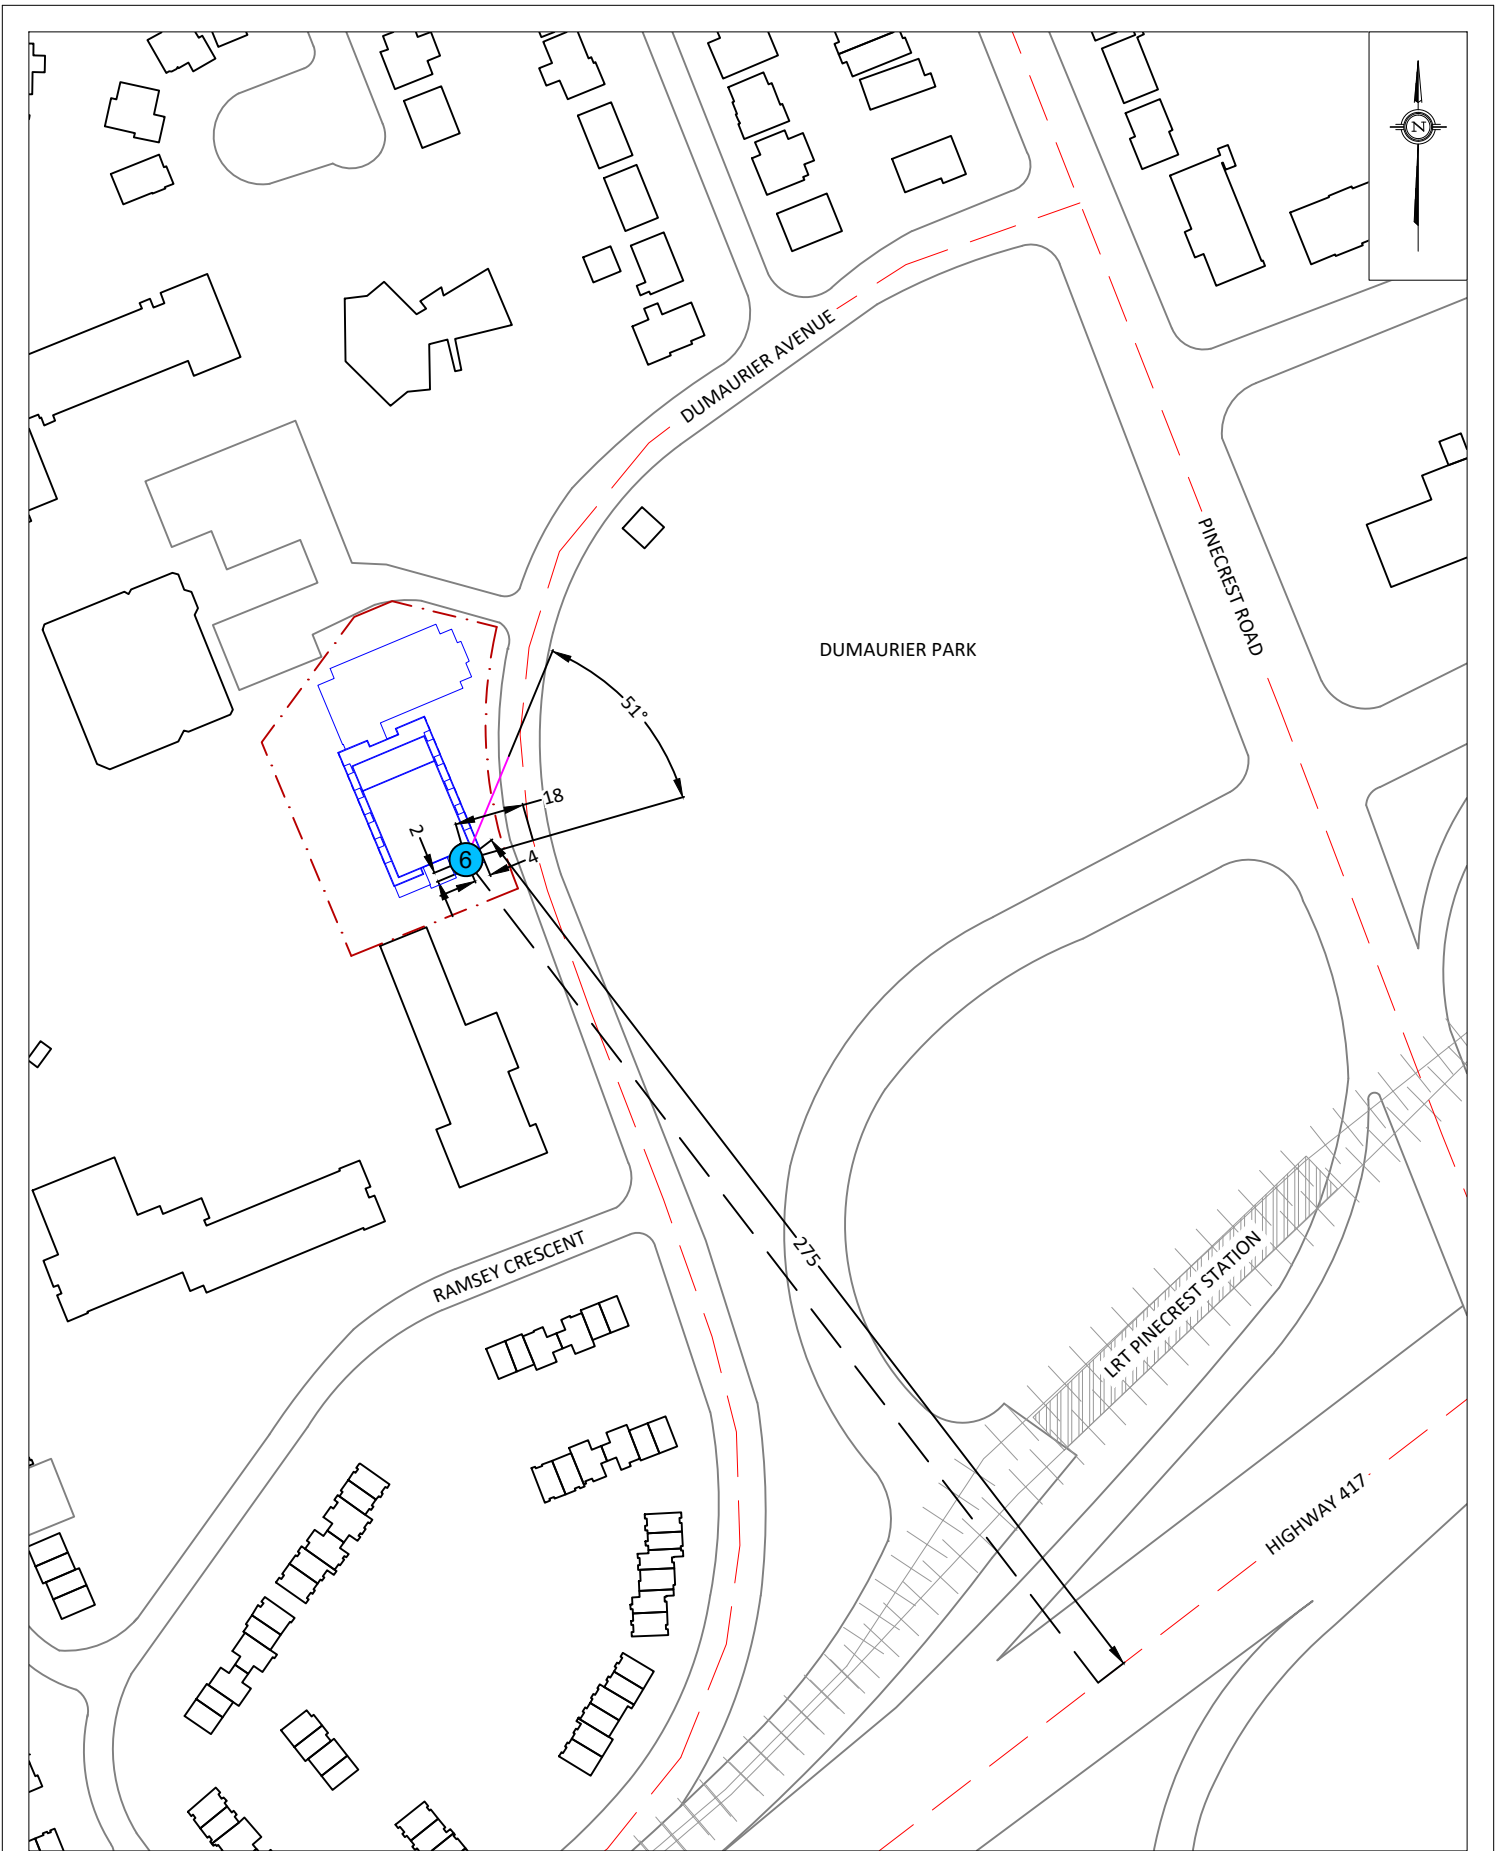 N
DUMAURIER AVENUE
PINECREST ROAD
DUMAURIER PARK
51°
18
2
6
4
275
RAMSEY CRESCENT
LRT PINECREST STATION
HIGHWAY 417